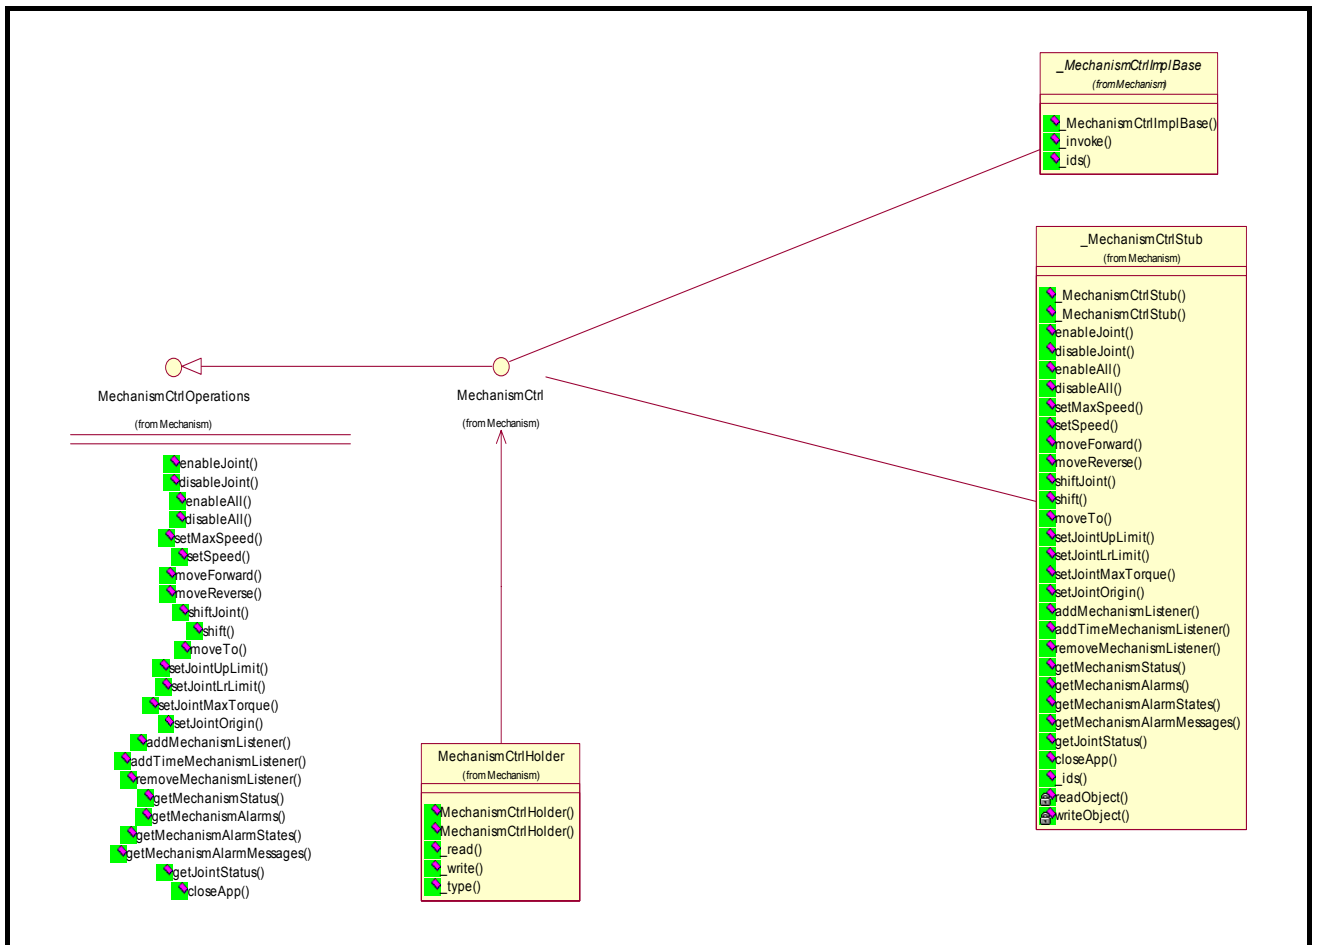 _MechanismCtrlImplBase
(from Mechanism)
_MechanismCtrlImplBase()
_invoke()
_ids()
_MechanismCtrlStub
(from Mechanism)
_MechanismCtrlStub()
_MechanismCtrlStub()
enableJoint()
disableJoint()
enableAll()
disableAll()
setMaxSpeed()
setSpeed()
moveForward()
moveReverse()
shiftJoint()
shift()
moveTo()
setJointUpLimit()
setJointLrLimit()
setJointMaxTorque()
setJointOrigin()
addMechanismListener()
addTimeMechanismListener()
removeMechanismListener()
getMechanismStatus()
getMechanismAlarms()
getMechanismAlarmStates()
getMechanismAlarmMessages()
getJointStatus()
closeApp()
_ids()
readObject()
writeObject()
MechanismCtrlOperations
(from Mechanism)
enableJoint()
disableJoint()
enableAll()
disableAll()
setMaxSpeed()
setSpeed()
moveForward()
moveReverse()
shiftJoint()
shift()
moveTo()
setJointUpLimit()
setJointLrLimit()
setJointMaxTorque()
setJointOrigin()
addMechanismListener()
addTimeMechanismListener()
removeMechanismListener()
getMechanismStatus()
getMechanismAlarms()
getMechanismAlarmStates()
getMechanismAlarmMessages()
getJointStatus()
closeApp()
MechanismCtrl
(from Mechanism)
MechanismCtrlHolder
(from Mechanism)
MechanismCtrlHolder()
MechanismCtrlHolder()
_read()
_write()
_type()